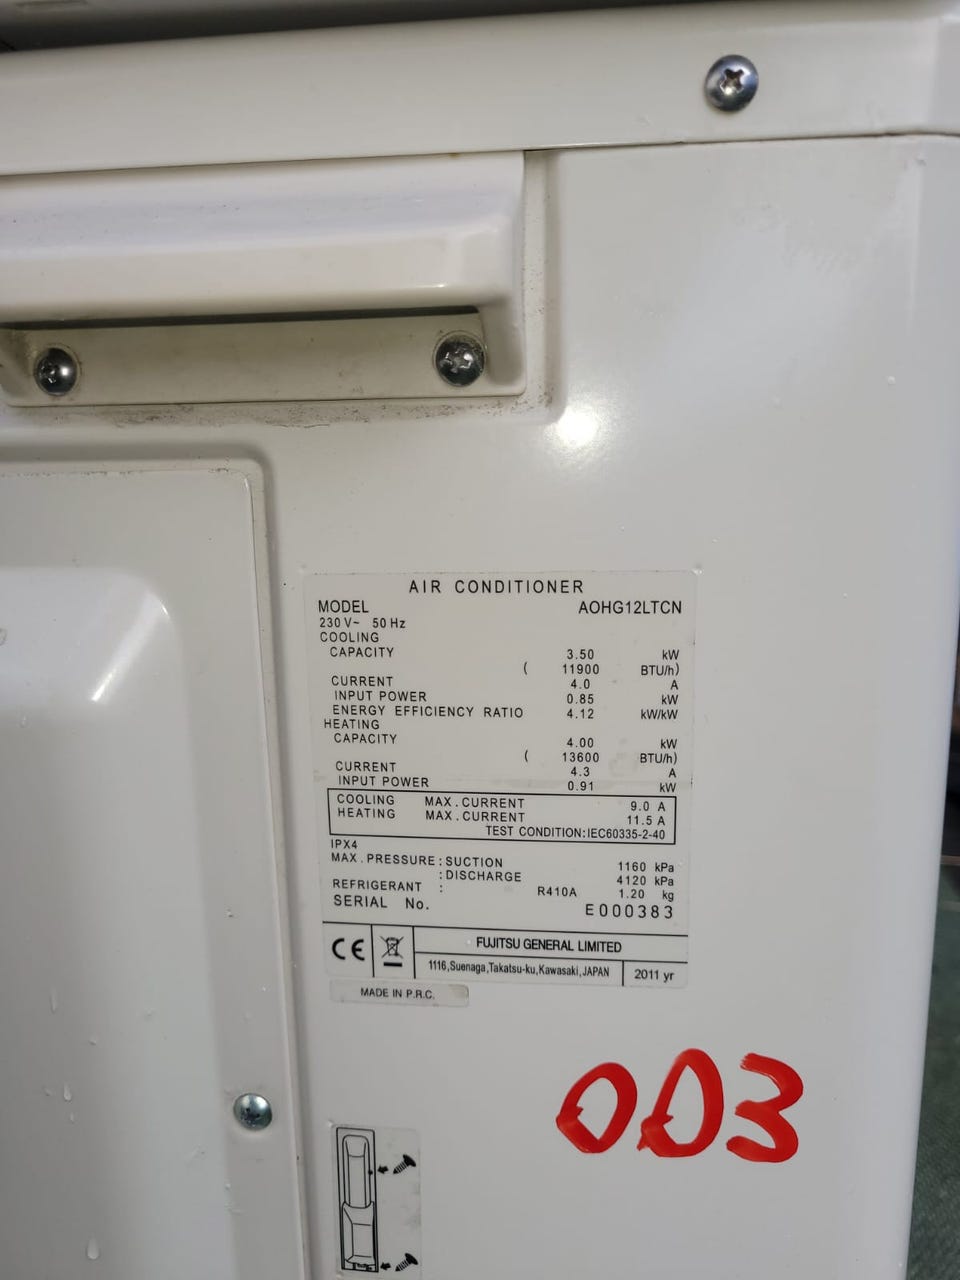 AIR CONDITIONER
MODEL AOHG12LTCN
230 V~ 50 Hz
COOLING
CAPACITY 3.50 kW
( 11900 BTU/h)
CURRENT 4.0 A
INPUT POWER 0.85 kW
ENERGY EFFICIENCY RATIO 4.12 kW/kW
HEATING
CAPACITY 4.00 kW
( 13600 BTU/h)
CURRENT 4.3 A
INPUT POWER 0.91 kW
COOLING MAX.CURRENT 9.0 A
HEATING MAX.CURRENT 11.5 A
TEST CONDITION:IEC60335-2-40
IPX4
MAX.PRESSURE:SUCTION 1160 kPa
:DISCHARGE 4120 kPa
REFRIGERANT : R410A 1.20 kg
SERIAL No. E000383
CE
FUJITSU GENERAL LIMITED
1116,Suenaga,Takatsu-ku,Kawasaki,JAPAN 2011 yr
MADE IN P.R.C.
003